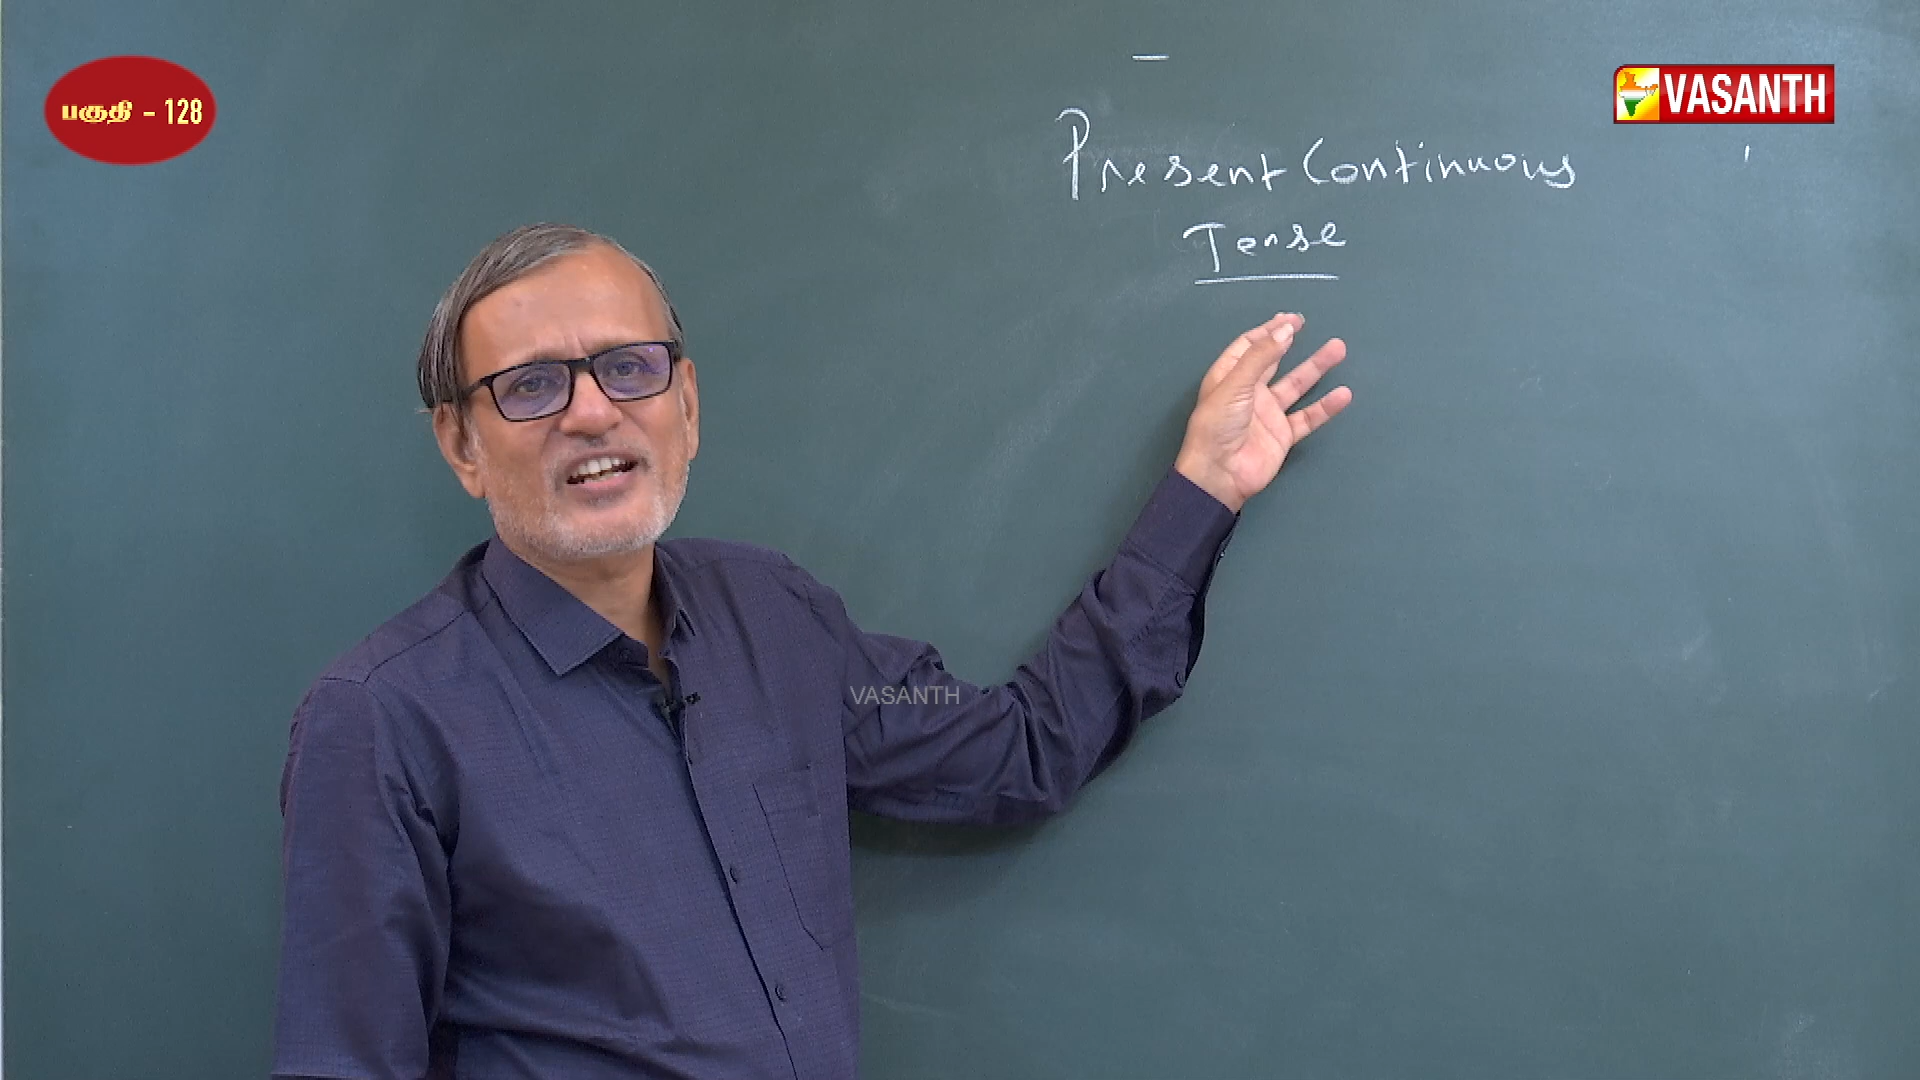 பகுதி - 128
VASANTH
Present Continuous
Tense
VASANTH